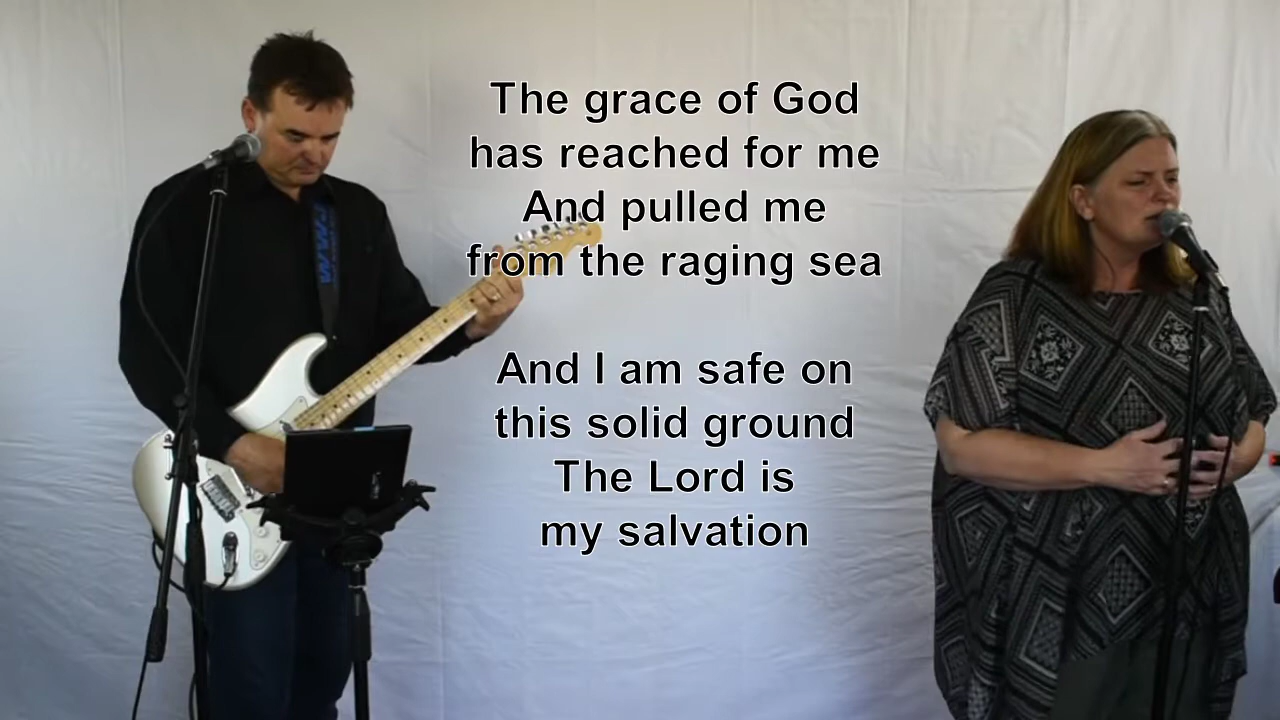 The grace of God
has reached for me
And pulled me
from the raging sea
And I am safe on
this solid ground
The Lord is
my salvation